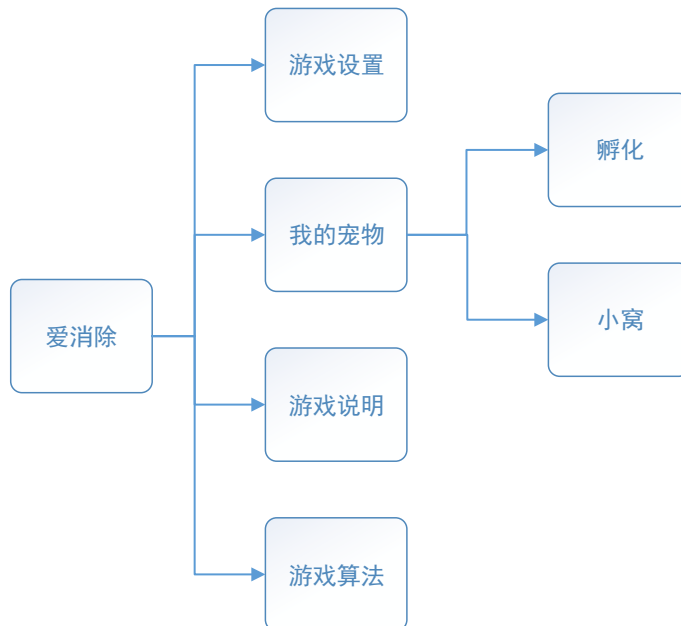 游戏设置
孵化
我的宠物
小窝
爱消除
游戏说明
游戏算法